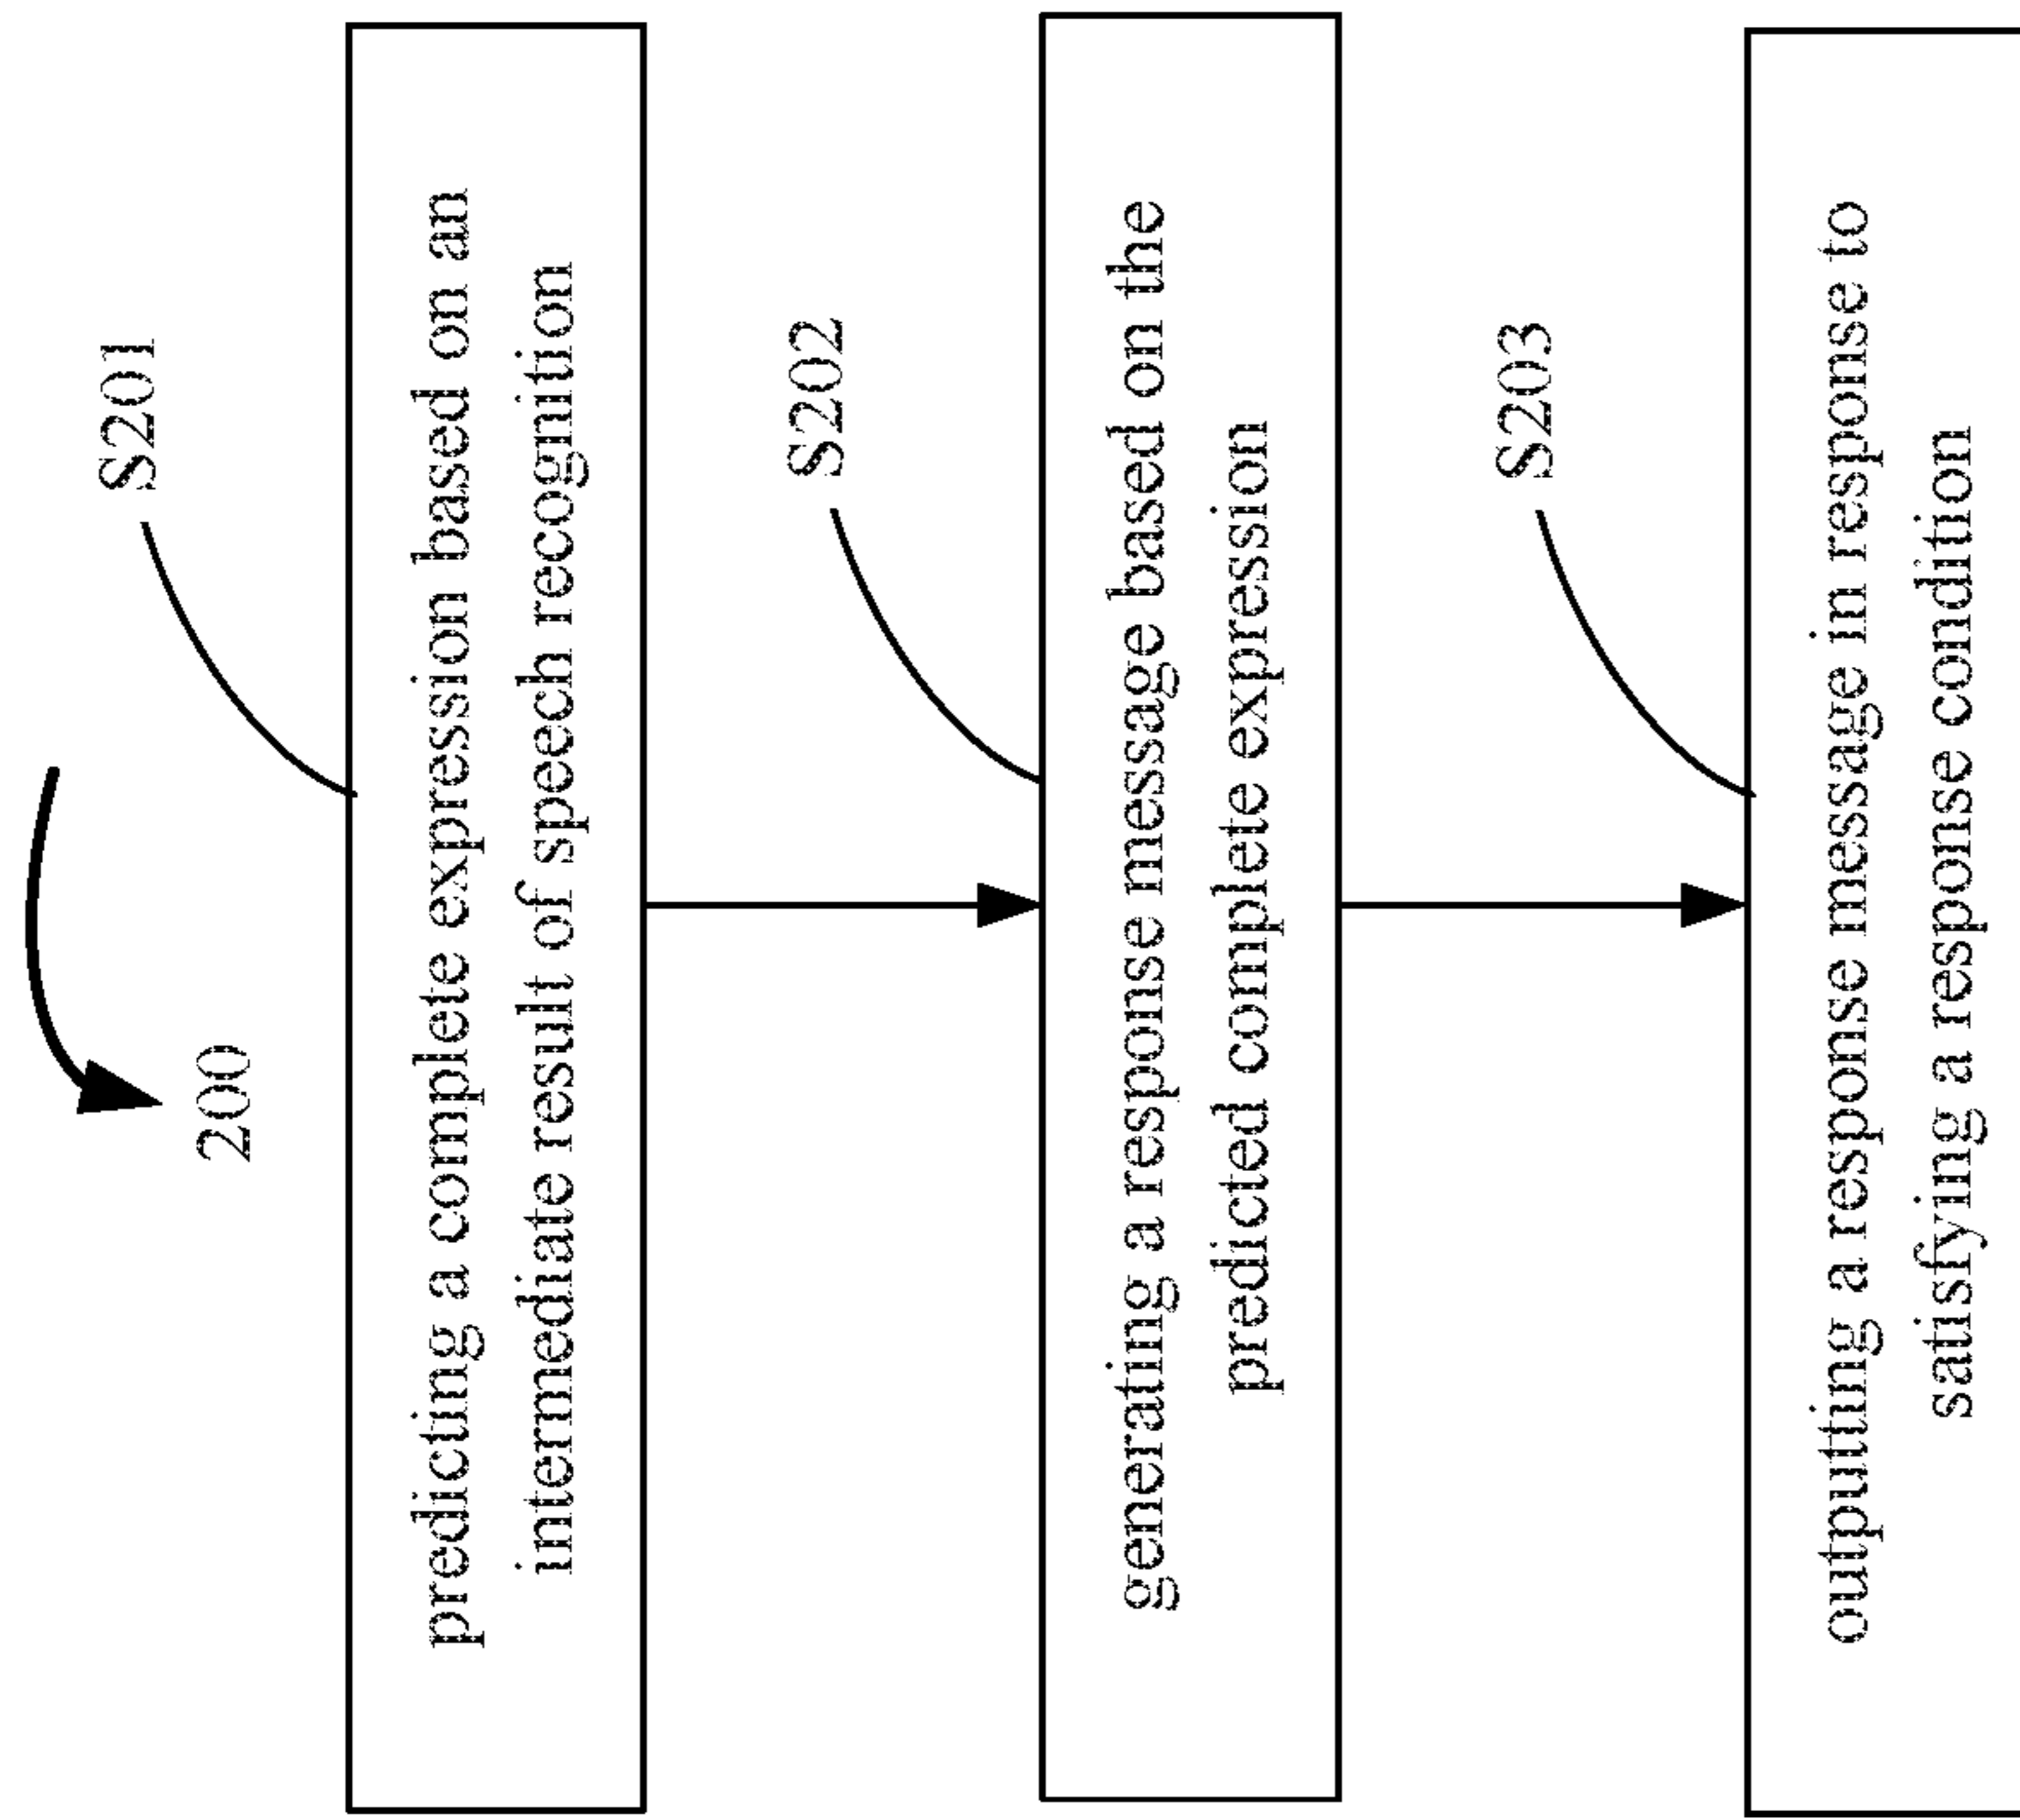 200
S201
predicting a complete expression based on an
intermediate result of speech recognition
S202
generating a response message based on the
predicted complete expression
S203
outputting a response message in response to
satisfying a response condition